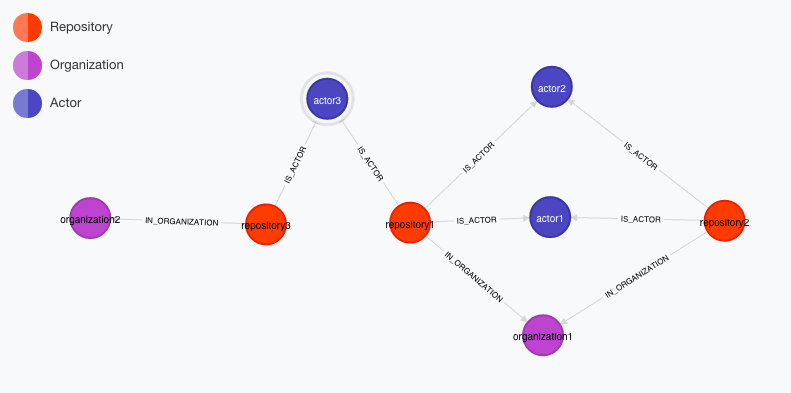 Repository
Organization
Actor
actor3
actor2
IS_ACTOR
IS_ACTOR
IS_ACTOR
IS_ACTOR
organization2
IN_ORGANIZATION
repository3
repository1
IS_ACTOR
actor1
IS_ACTOR
repository2
IN_ORGANIZATION
IN_ORGANIZATION
organization1